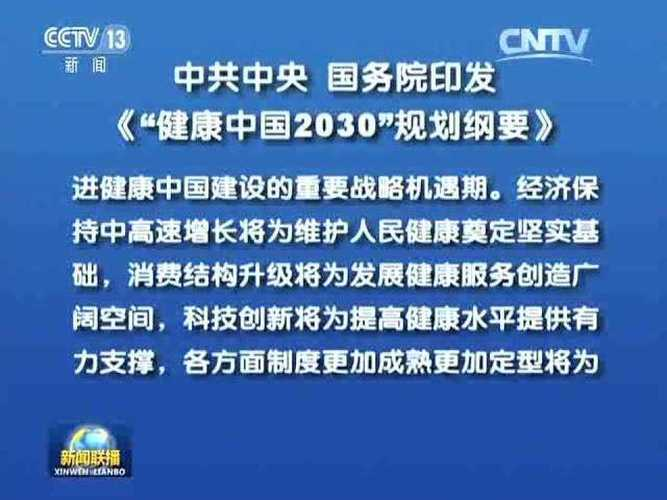 CCTV 13
新闻
CNTV
中共中央 国务院印发
《“健康中国2030”规划纲要》
进健康中国建设的重要战略机遇期。经济保
持中高速增长将为维护人民健康奠定坚实基
础，消费结构升级将为发展健康服务创造广
阔空间，科技创新将为提高健康水平提供有
力支撑，各方面制度更加成熟更加定型将为
新闻联播
XINWEN LIANBO